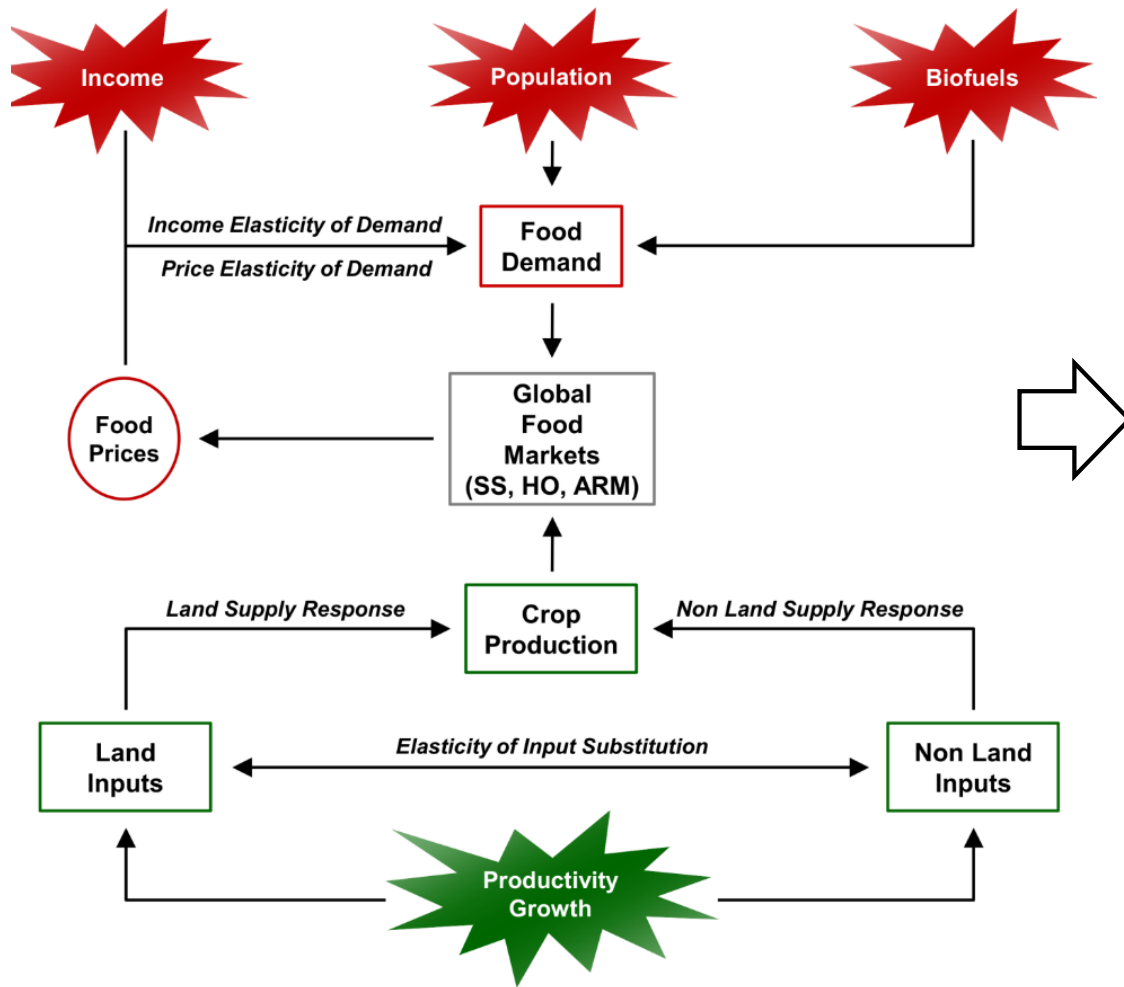 Income
Population
Biofuels
Income Elasticity of Demand
Price Elasticity of Demand
Food
Demand
Food
Prices
Global
Food
Markets
(SS, HO, ARM)
Land Supply Response
Crop
Production
Non Land Supply Response
Land
Inputs
Elasticity of Input Substitution
Non Land
Inputs
Productivity
Growth